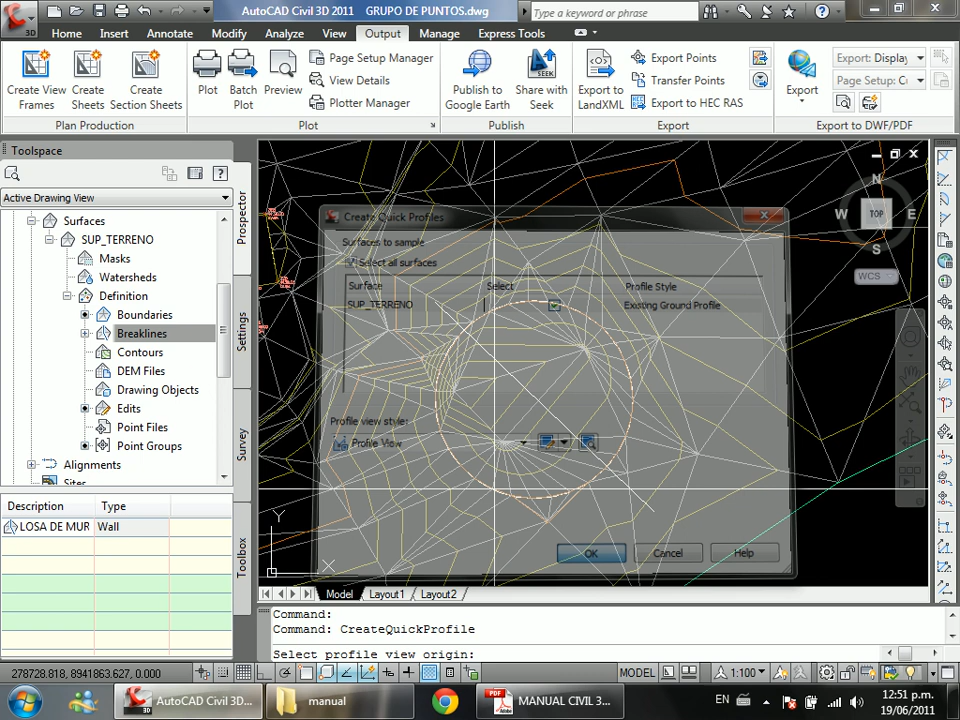 AutoCAD Civil 3D 2011 GRUPO DE PUNTOS.dwg
Type a keyword or phrase
3D
Home Insert Annotate Modify Analyze View Output Manage Express Tools
Create View Frames
Create Sheets
Create Section Sheets
Plan Production
Plot
Batch Plot
Preview
Page Setup Manager
View Details
Plotter Manager
Plot
Publish to Google Earth
Share with Seek
SEEK
Publish
Export to LandXML
Export Points
Transfer Points
Export to HEC RAS
Export
Export
Export: Display
Page Setup: C
Export to DWF/PDF
Toolspace
Active Drawing View
Surfaces
SUP_TERRENO
Masks
Watersheds
Definition
Boundaries
Breaklines
Contours
DEM Files
Drawing Objects
Edits
Point Files
Point Groups
Alignments
Sites
Prospector
Settings
Survey
Toolbox
Description Type
LOSA DE MUR Wall
N
W TOP E
S
WCS
Create Quick Profiles
Surfaces to sample
Select all surfaces
Surface Select Profile Style
SUP_TERRENO Existing Ground Profile
Profile view style:
Profile View
OK Cancel Help
Y
X
Model Layout1 Layout2
Command:
Command: CreateQuickProfile
Select profile view origin:
278728.818, 8941863.627, 0.000
MODEL
1:100
AutoCAD Civil 3D...
manual
PDF
MANUAL CIVIL 3...
EN
12:51 p.m.
19/06/2011